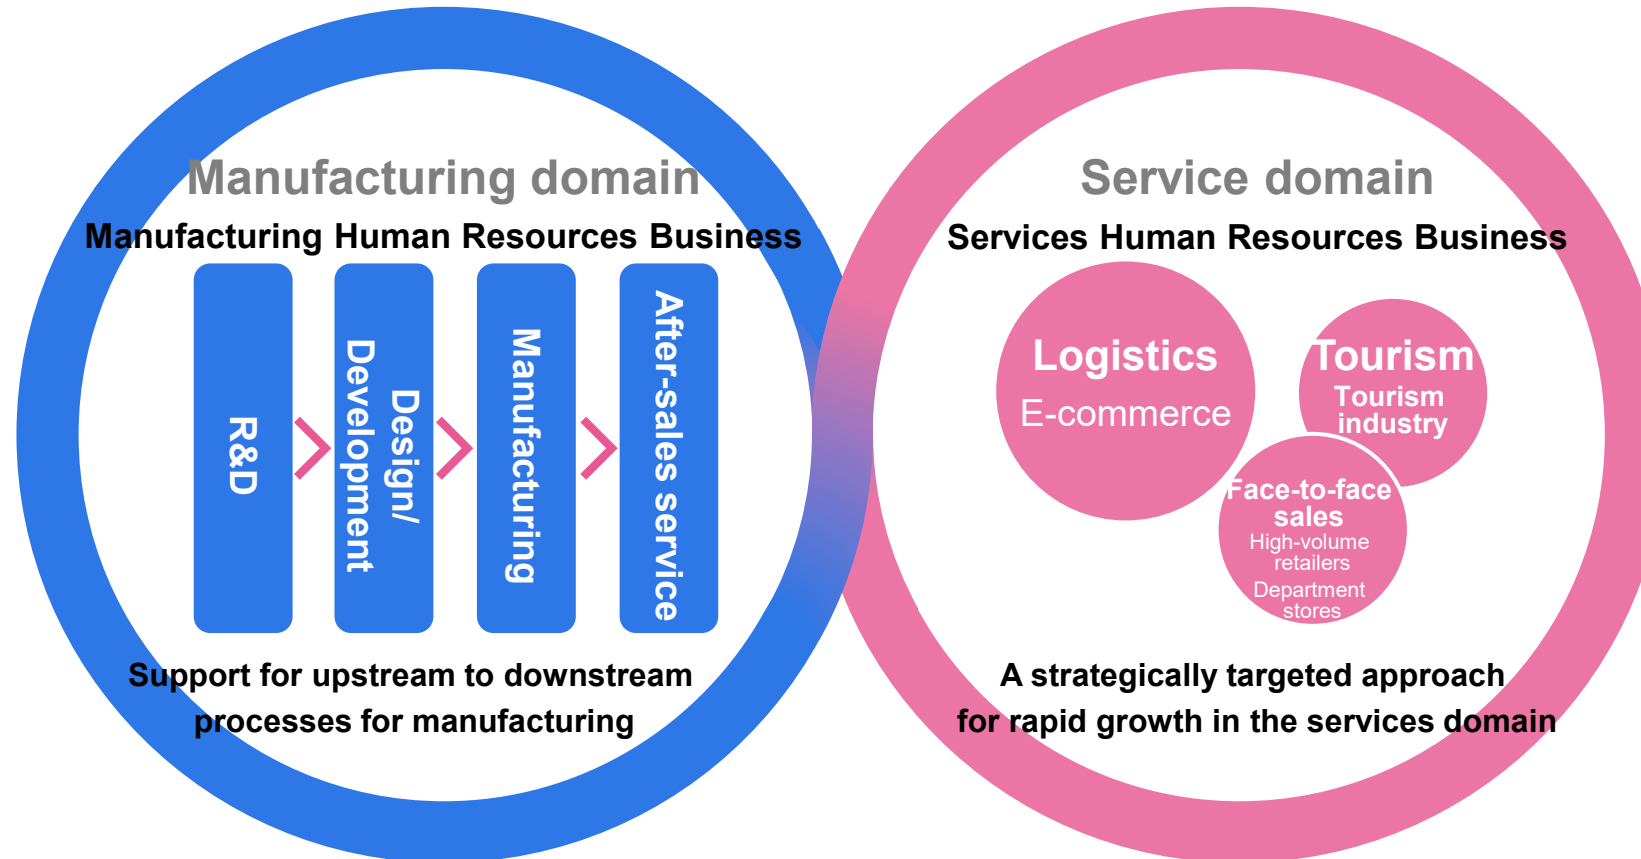 Manufacturing domain
Manufacturing Human Resources Business
R&D
Design/
Development
Manufacturing
After-sales service
Support for upstream to downstream
processes for manufacturing
Service domain
Services Human Resources Business
Logistics
E-commerce
Tourism
Tourism
industry
Face-to-face
sales
High-volume
retailers
Department
stores
A strategically targeted approach
for rapid growth in the services domain